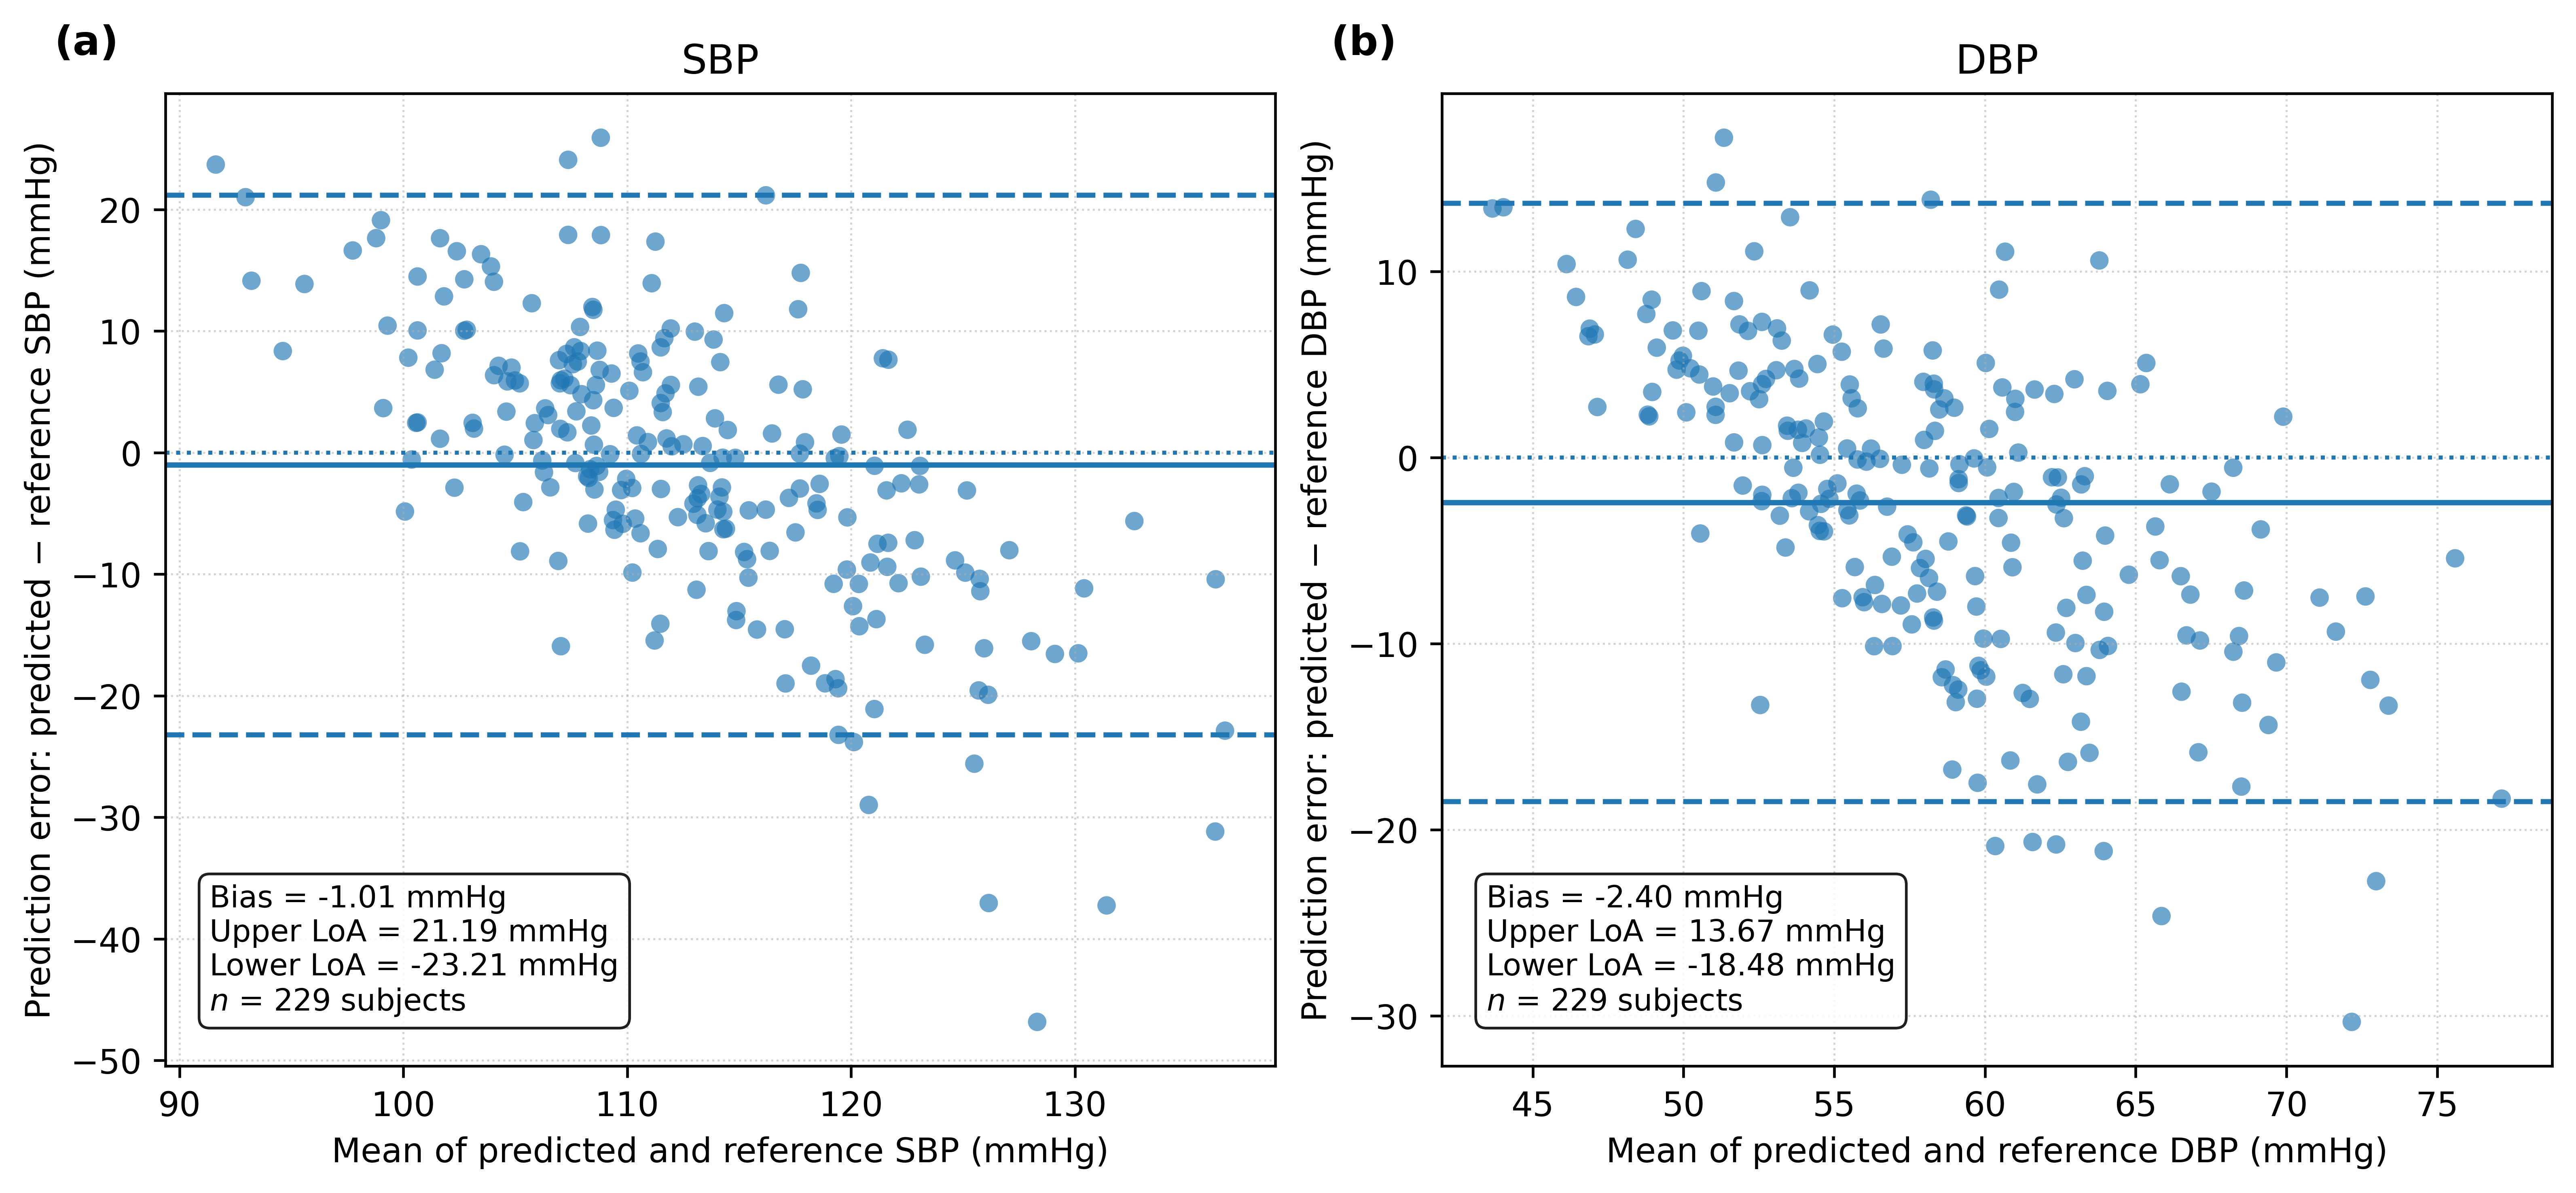 (a)
SBP
Prediction error: predicted − reference SBP (mmHg)
20
10
0
−10
−20
−30
−40
−50
Bias = -1.01 mmHg
Upper LoA = 21.19 mmHg
Lower LoA = -23.21 mmHg
n = 229 subjects
90 100 110 120 130
Mean of predicted and reference SBP (mmHg)
(b)
DBP
Prediction error: predicted − reference DBP (mmHg)
10
0
−10
−20
−30
Bias = -2.40 mmHg
Upper LoA = 13.67 mmHg
Lower LoA = -18.48 mmHg
n = 229 subjects
45 50 55 60 65 70 75
Mean of predicted and reference DBP (mmHg)